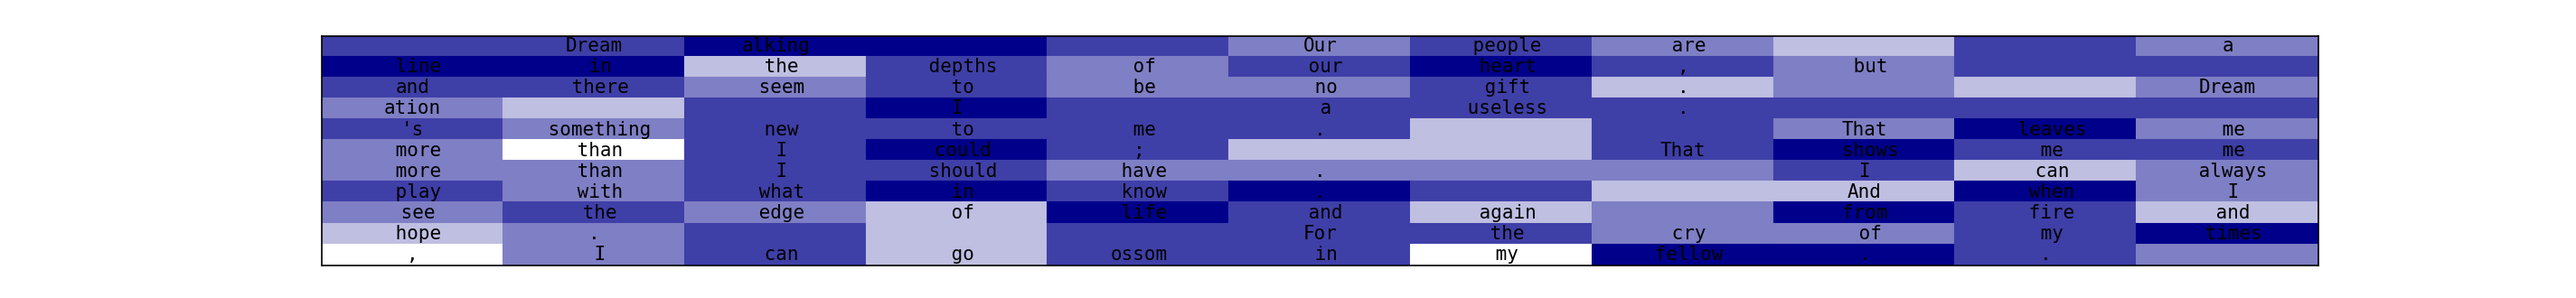 Dream alking Our people are a
line in the depths of our heart , but
and there seem to be no gift . Dream
ation I a useless .
's something new to me . That leaves me
more than I could ; That shows me me
more than I should have . I can always
play with what in know . And when I
see the edge of life and again from fire and
hope . For the cry of my times
, I can go ossom in my fellow . .